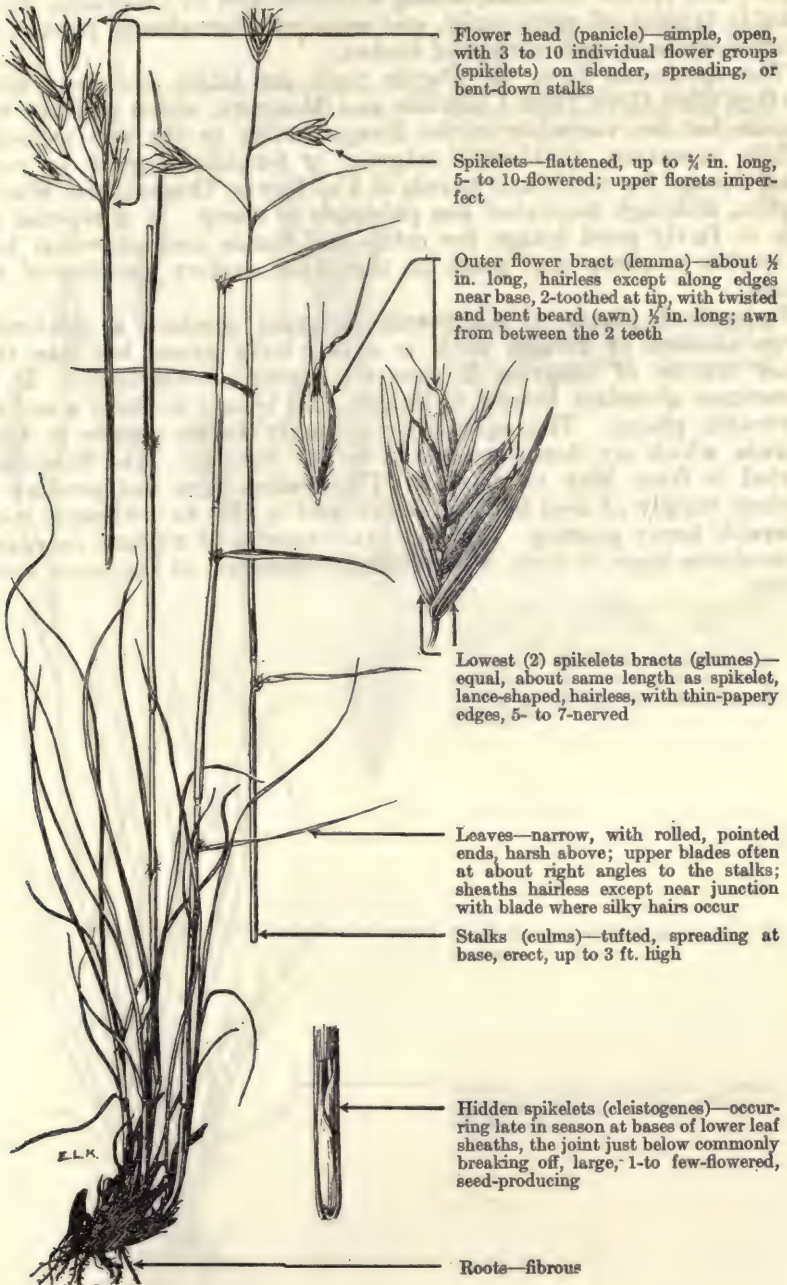 Flower head (panicle)—simple, open,
with 3 to 10 individual flower groups
(spikelets) on slender, spreading, or
bent-down stalks
Spikelets—flattened, up to ¾ in. long,
5- to 10-flowered; upper florets imper-
fect
Outer flower bract (lemma)—about ½
in. long, hairless except along edges
near base, 2-toothed at tip, with twisted
and bent beard (awn) ½ in. long; awn
from between the 2 teeth
Lowest (2) spikelets bracts (glumes)—
equal, about same length as spikelet,
lance-shaped, hairless, with thin-papery
edges, 5- to 7-nerved
Leaves—narrow, with rolled, pointed
ends, harsh above; upper blades often
at about right angles to the stalks;
sheaths hairless except near junction
with blade where silky hairs occur
Stalks (culms)—tufted, spreading at
base, erect, up to 3 ft. high
Hidden spikelets (cleistogenes)—occur-
ring late in season at bases of lower leaf
sheaths, the joint just below commonly
breaking off, large, 1-to few-flowered,
seed-producing
E.L.K.
Roots—fibrous